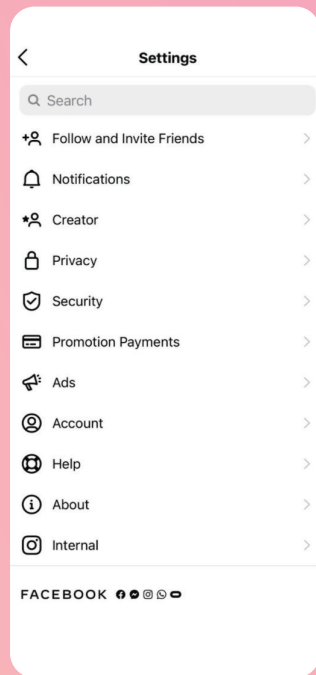 Settings
Search
Follow and Invite Friends
Notifications
Creator
Privacy
Security
Promotion Payments
Ads
Account
Help
About
Internal
FACEBOOK